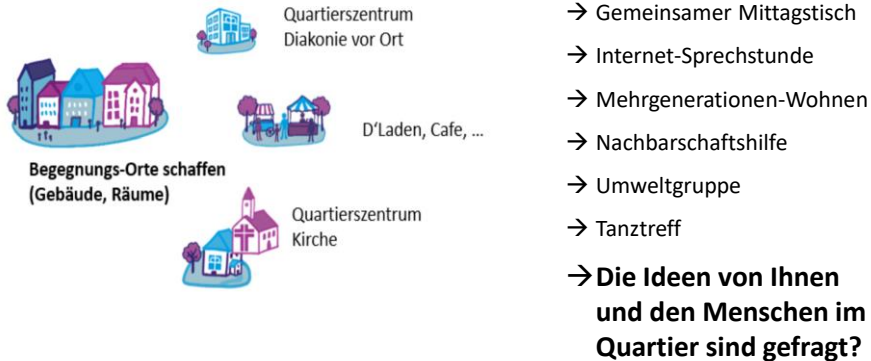 Quartierszentrum
Diakonie vor Ort
D‘Laden, Cafe, ...
Begegnungs-Orte schaffen
(Gebäude, Räume)
Quartierszentrum
Kirche
→ Gemeinsamer Mittagstisch
→ Internet-Sprechstunde
→ Mehrgenerationen-Wohnen
→ Nachbarschaftshilfe
→ Umweltgruppe
→ Tanztreff
→ Die Ideen von Ihnen
und den Menschen im
Quartier sind gefragt?